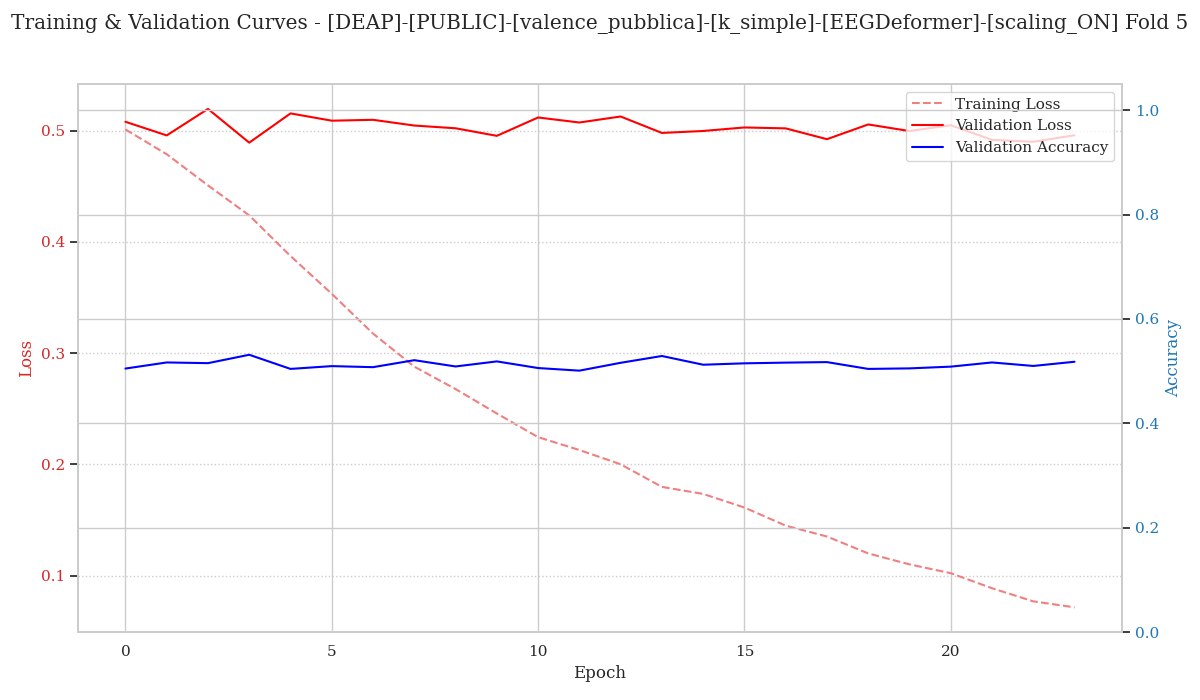 Training & Validation Curves - [DEAP]-[PUBLIC]-[valence_pubblica]-[k_simple]-[EEGDeformer]-[scaling_ON] Fold 5
Training Loss
Validation Loss
Validation Accuracy
0.5
0.4
0.3
0.2
0.1
Loss
1.0
0.8
0.6
0.4
0.2
0.0
Accuracy
0 5 10 15 20
Epoch